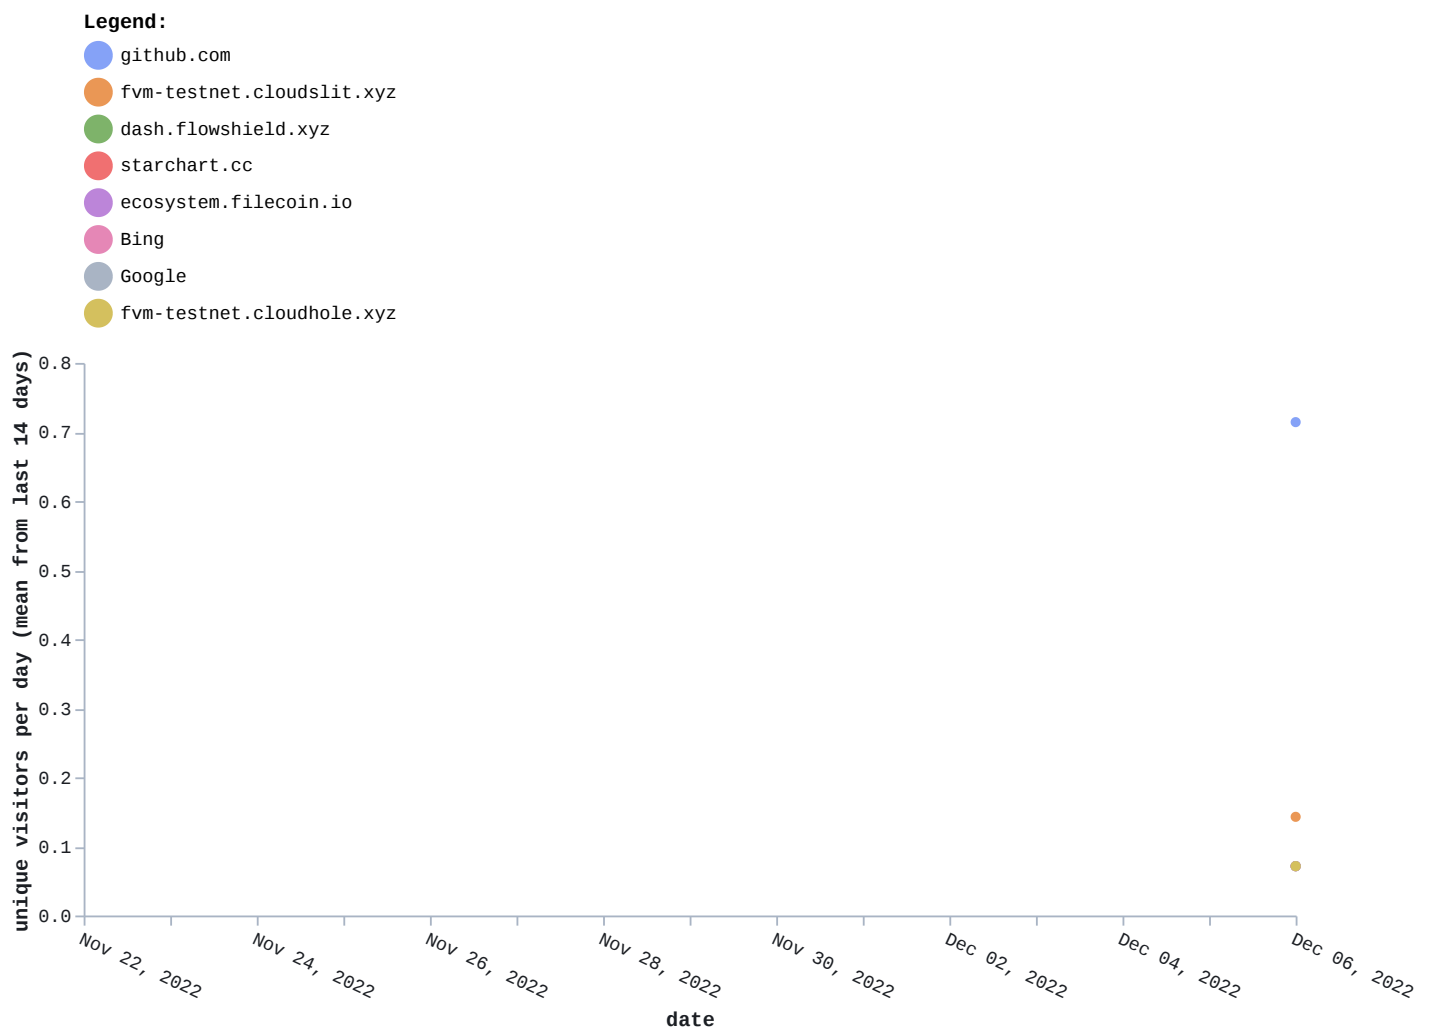 Legend:
github.com
fvm-testnet.cloudslit.xyz
dash.flowshield.xyz
starchart.cc
ecosystem.filecoin.io
Bing
Google
fvm-testnet.cloudhole.xyz
unique visitors per day (mean from last 14 days)
0.8
0.7
0.6
0.5
0.4
0.3
0.2
0.1
0.0
Nov 22, 2022
Nov 24, 2022
Nov 26, 2022
Nov 28, 2022
Nov 30, 2022
Dec 02, 2022
Dec 04, 2022
Dec 06, 2022
date